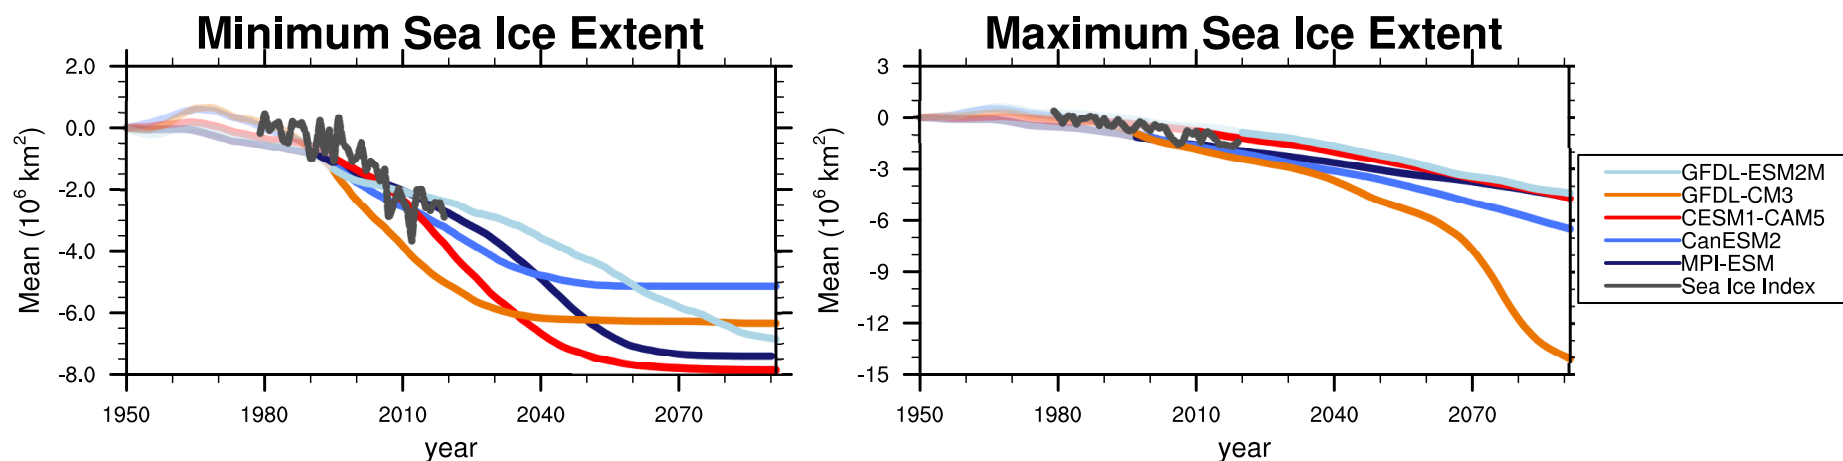 Minimum Sea Ice Extent
Mean (10⁶ km²)
2.0
0.0
-2.0
-4.0
-6.0
-8.0
1950 1980 2010 2040 2070
year
Maximum Sea Ice Extent
Mean (10⁶ km²)
3
0
-3
-6
-9
-12
-15
1950 1980 2010 2040 2070
year
GFDL-ESM2M
GFDL-CM3
CESM1-CAM5
CanESM2
MPI-ESM
Sea Ice Index